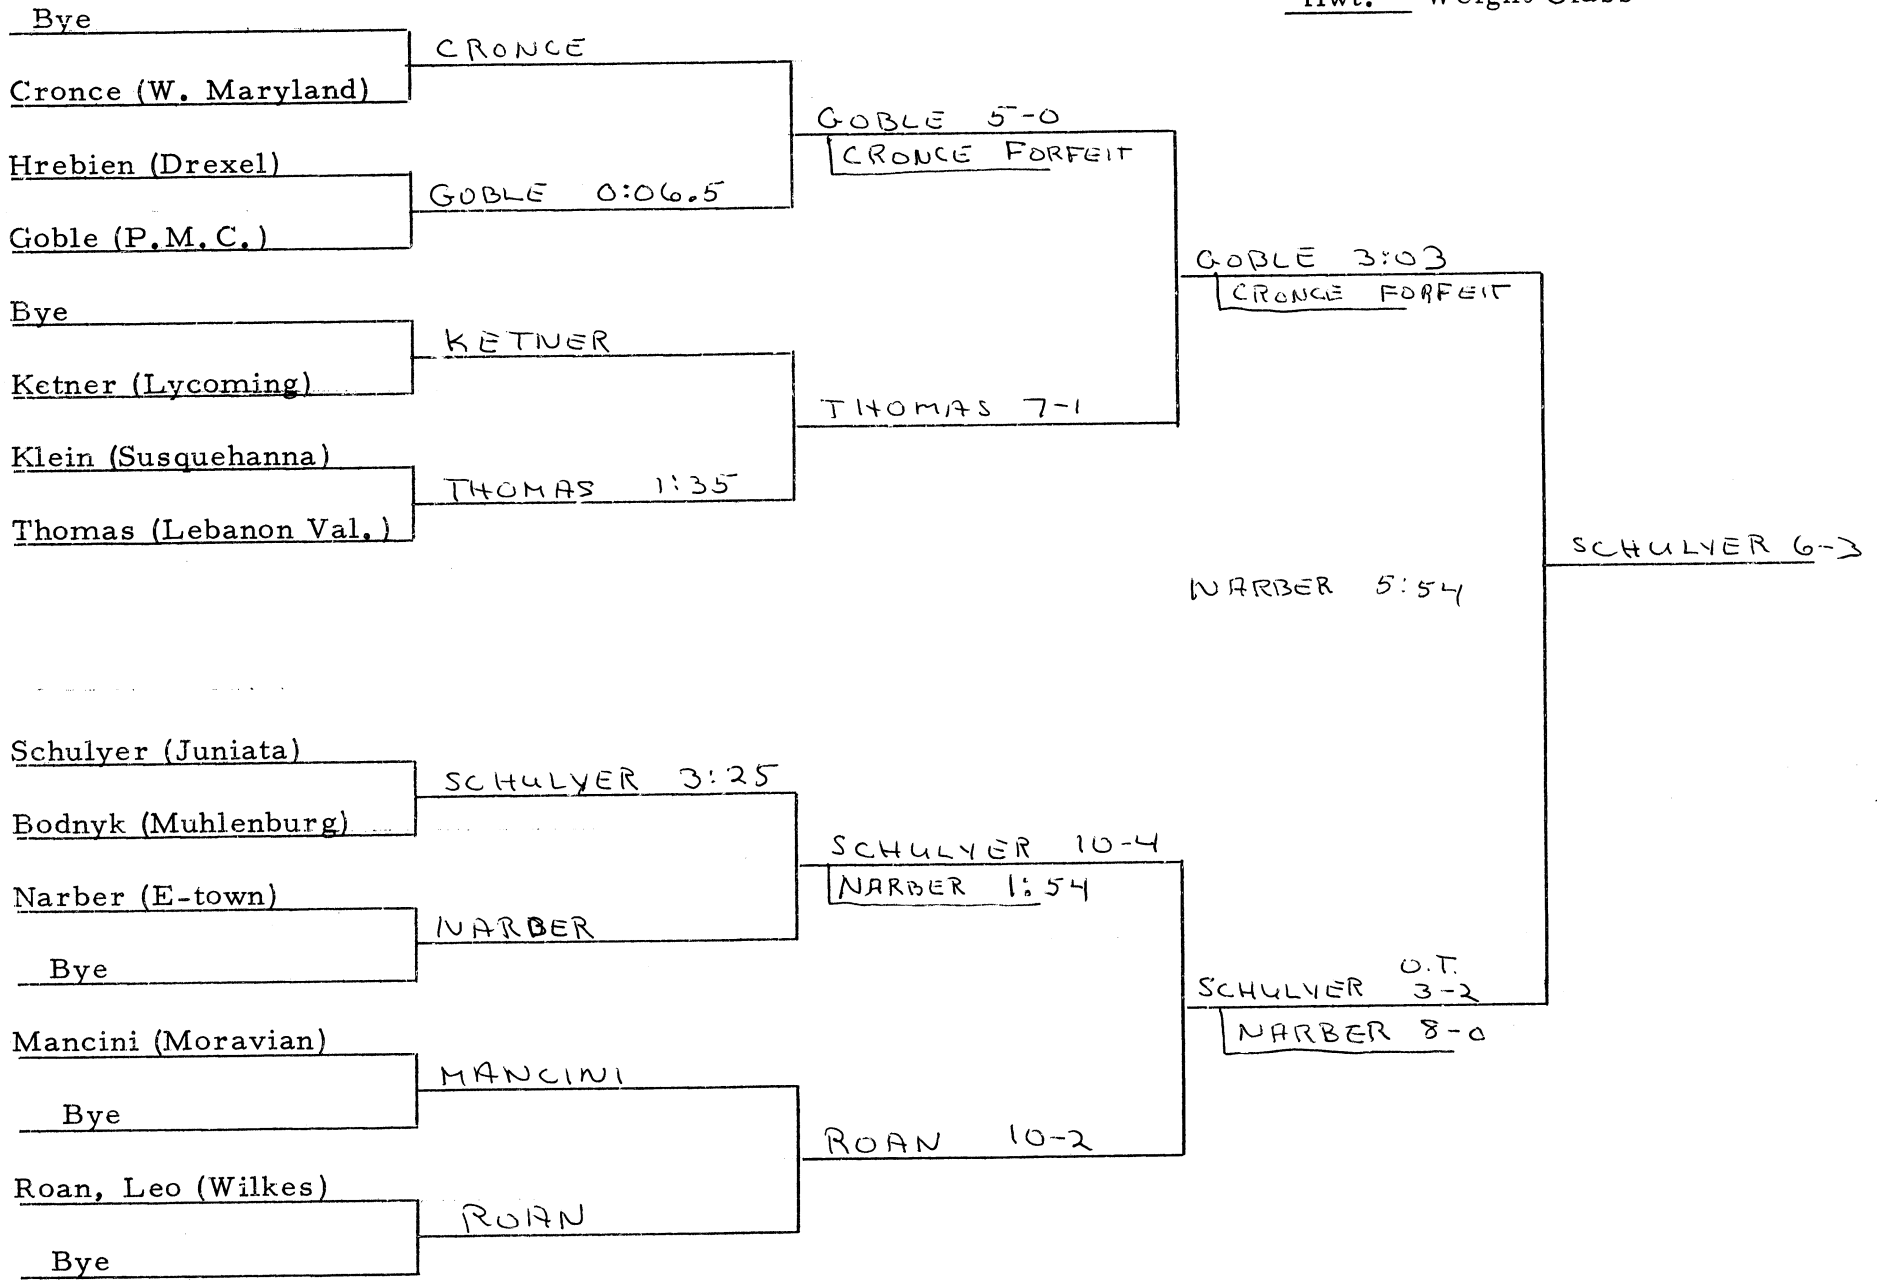 Hwt. Weight Class
Bye
CRONCE
Cronce (W. Maryland)
GOBLE 5-0
CRONCE FORFEIT
Hrebien (Drexel)
GOBLE 0:06.5
Goble (P.M.C.)
GOBLE 3:03
CRONCE FORFEIT
Bye
KETNER
Ketner (Lycoming)
THOMAS 7-1
Klein (Susquehanna)
THOMAS 1:35
Thomas (Lebanon Val.)
SCHULYER 6-3
NARBER 5:54
Schulyer (Juniata)
SCHULYER 3:25
Bodnyk (Muhlenburg)
SCHULYER 10-4
NARBER 1:54
Narber (E-town)
NARBER
Bye
O.T.
SCHULYER 3-2
NARBER 8-0
Mancini (Moravian)
MANCINI
Bye
ROAN 10-2
Roan, Leo (Wilkes)
ROAN
Bye